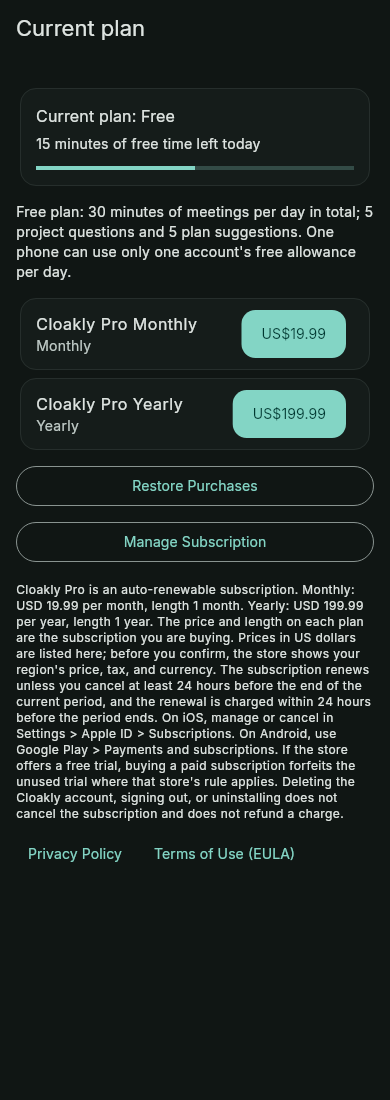 Current plan
Current plan: Free
15 minutes of free time left today
Free plan: 30 minutes of meetings per day in total; 5
project questions and 5 plan suggestions. One
phone can use only one account's free allowance
per day.
Cloakly Pro Monthly
Monthly
US$19.99
Cloakly Pro Yearly
Yearly
US$199.99
Restore Purchases
Manage Subscription
Cloakly Pro is an auto-renewable subscription. Monthly:
USD 19.99 per month, length 1 month. Yearly: USD 199.99
per year, length 1 year. The price and length on each plan
are the subscription you are buying. Prices in US dollars
are listed here; before you confirm, the store shows your
region's price, tax, and currency. The subscription renews
unless you cancel at least 24 hours before the end of the
current period, and the renewal is charged within 24 hours
before the period ends. On iOS, manage or cancel in
Settings > Apple ID > Subscriptions. On Android, use
Google Play > Payments and subscriptions. If the store
offers a free trial, buying a paid subscription forfeits the
unused trial where that store's rule applies. Deleting the
Cloakly account, signing out, or uninstalling does not
cancel the subscription and does not refund a charge.
Privacy Policy
Terms of Use (EULA)